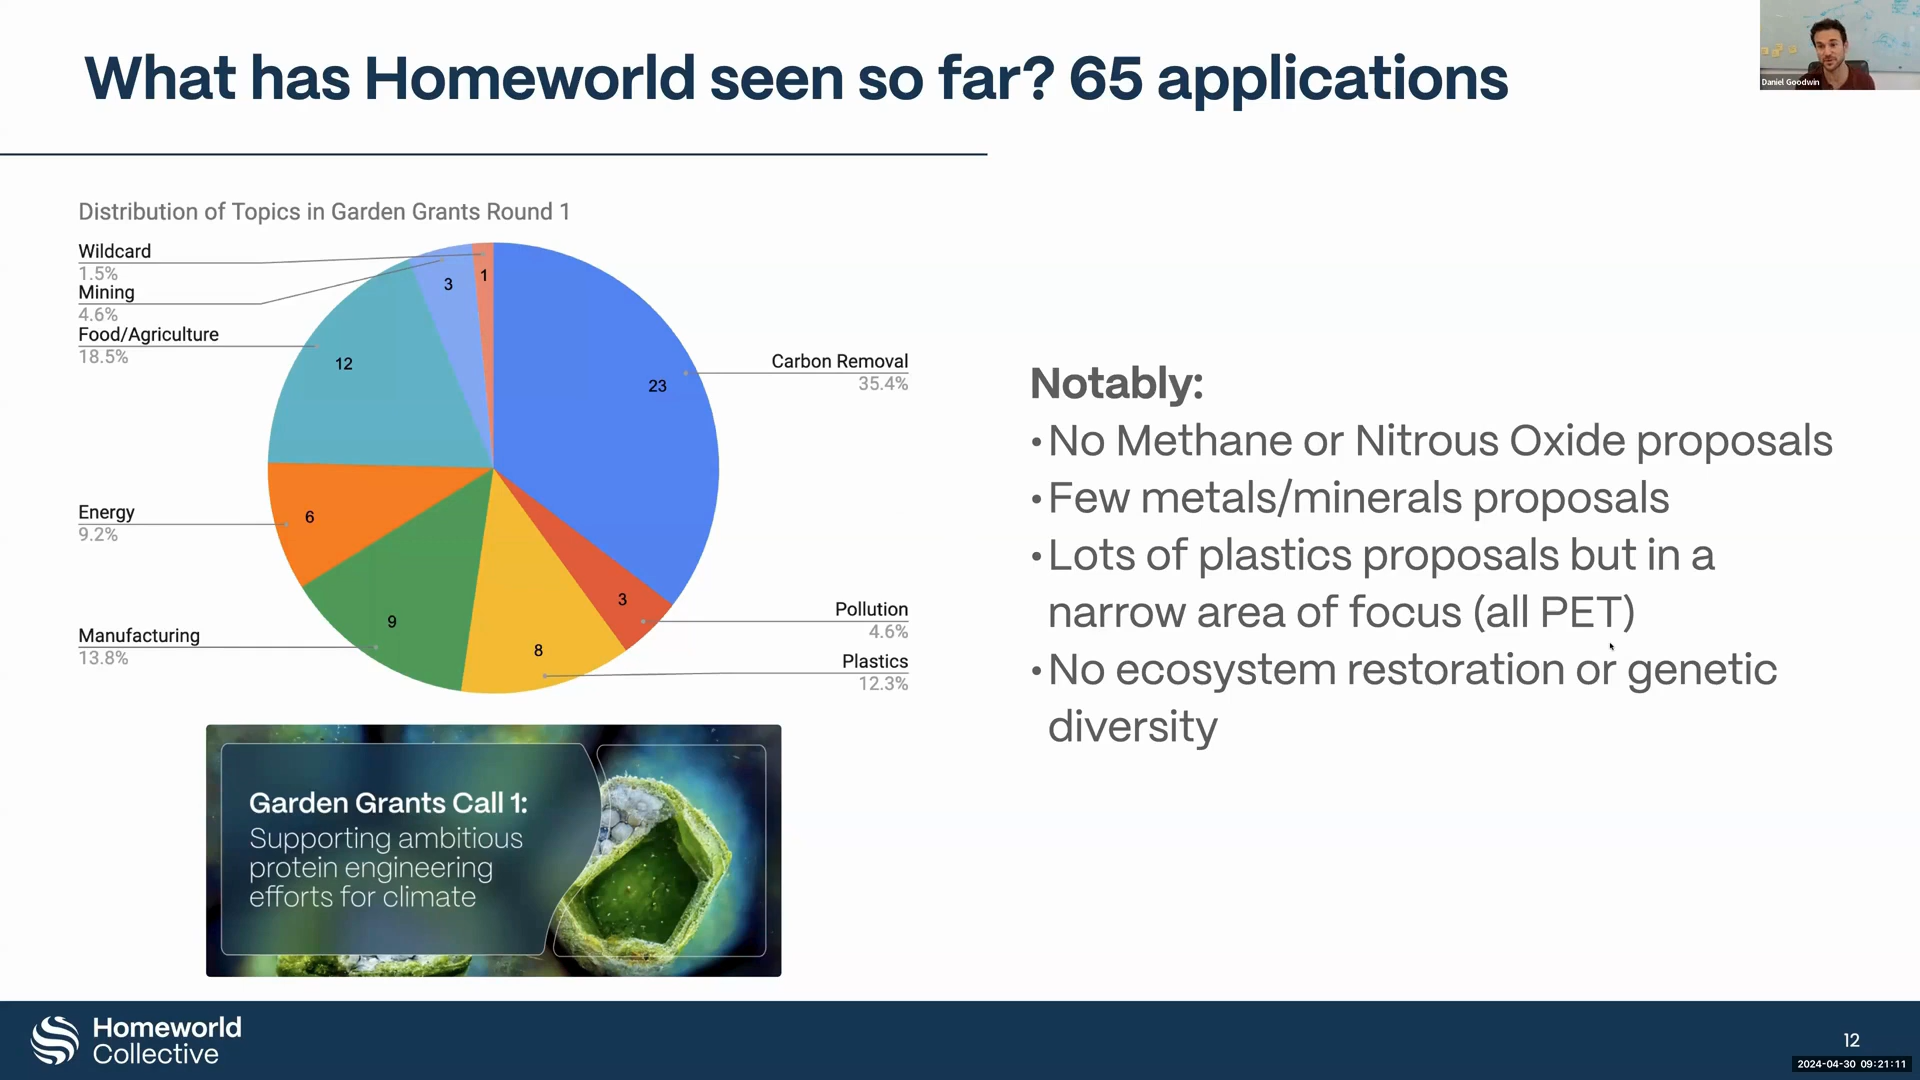 What has Homeworld seen so far? 65 applications
Daniel Goodwin
Distribution of Topics in Garden Grants Round 1
Wildcard
1.5%
Mining
4.6%
Food/Agriculture
18.5%
Energy
9.2%
Manufacturing
13.8%
3
1
12
23
6
9
8
3
Carbon Removal
35.4%
Pollution
4.6%
Plastics
12.3%
Notably:
•No Methane or Nitrous Oxide proposals
•Few metals/minerals proposals
•Lots of plastics proposals but in a
narrow area of focus (all PET)
•No ecosystem restoration or genetic
diversity
Garden Grants Call 1:
Supporting ambitious
protein engineering
efforts for climate
Homeworld
Collective
12
2024-04-30 09:21:11